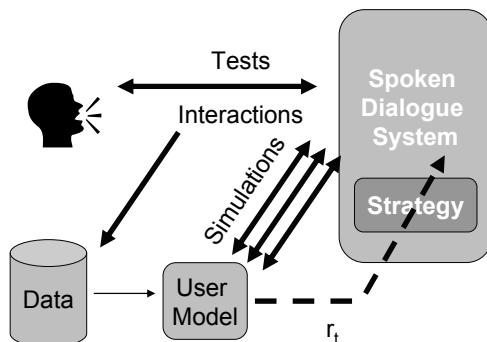 Tests
Interactions
Spoken
Dialogue
System
Strategy
Simulations
Data
User
Model
r_t